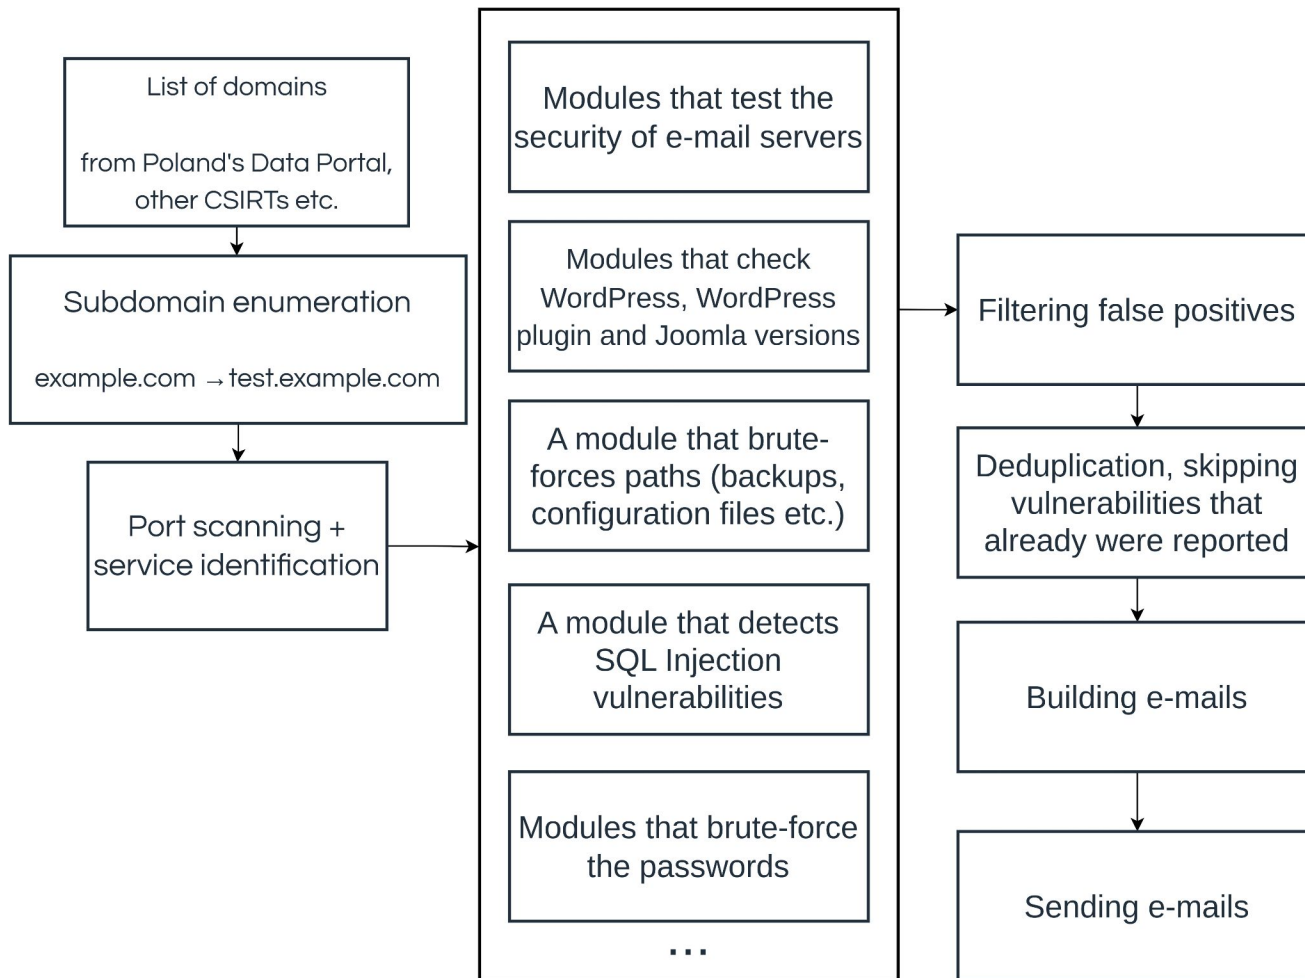 List of domains
from Poland's Data Portal,
other CSIRTs etc.
Subdomain enumeration
example.com →test.example.com
Port scanning +
service identification
Modules that test the
security of e-mail servers
Modules that check
WordPress, WordPress
plugin and Joomla versions
A module that brute-
forces paths (backups,
configuration files etc.)
A module that detects
SQL Injection
vulnerabilities
Modules that brute-force
the passwords
...
Filtering false positives
Deduplication, skipping
vulnerabilities that
already were reported
Building e-mails
Sending e-mails